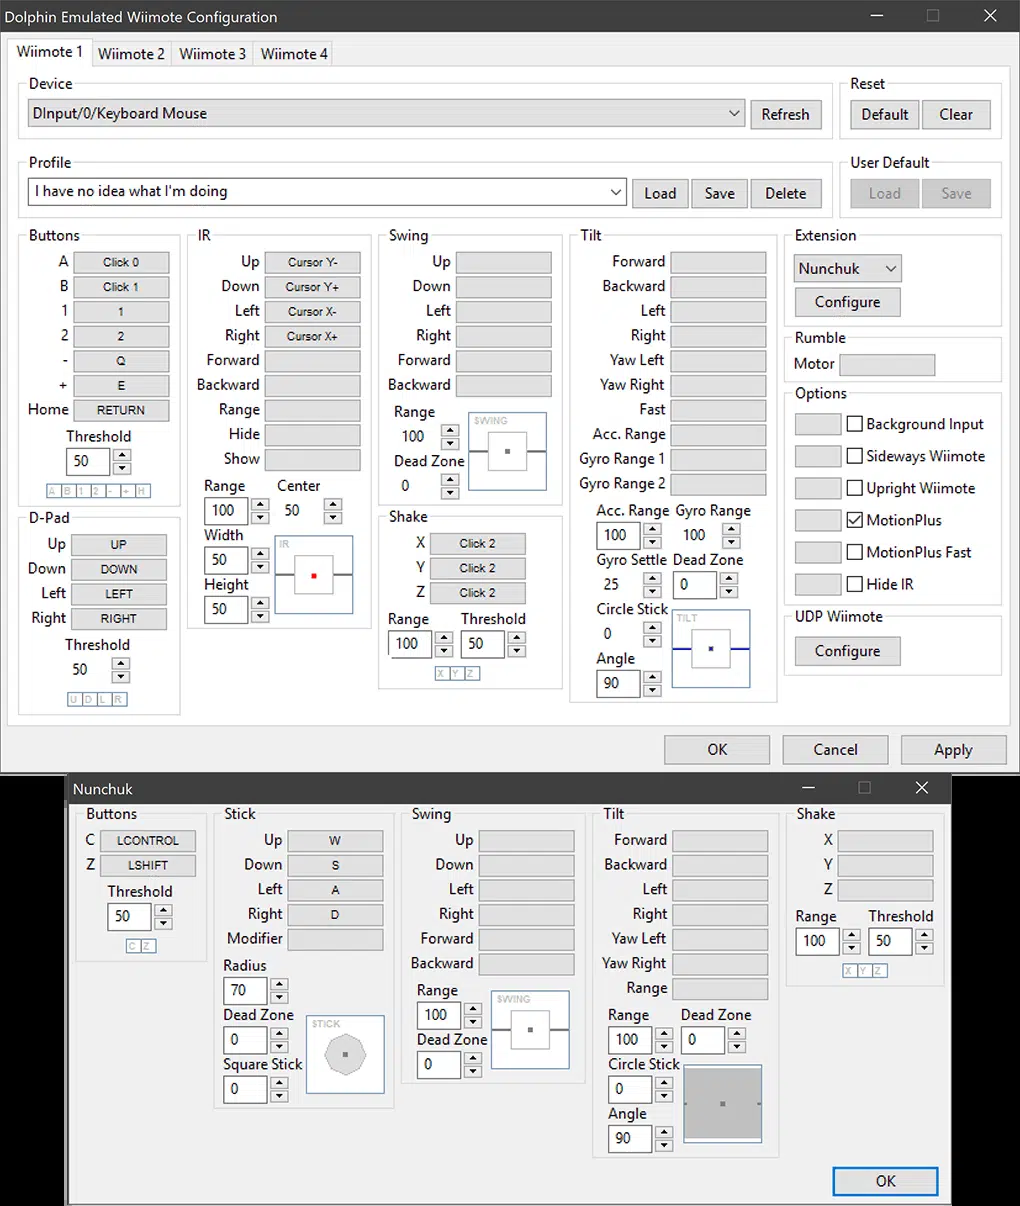 Dolphin Emulated Wiimote Configuration
Wiimote 1 Wiimote 2 Wiimote 3 Wiimote 4
Device
DInput/0/Keyboard Mouse Refresh
Reset
Default Clear
Profile
I have no idea what I'm doing Load Save Delete
User Default
Load Save
Buttons
A Click 0
B Click 1
1 1
2 2
- Q
+ E
Home RETURN
Threshold
50
A B 1 2 - + H
D-Pad
Up UP
Down DOWN
Left LEFT
Right RIGHT
Threshold
50
U D L R
IR
Up Cursor Y-
Down Cursor Y+
Left Cursor X-
Right Cursor X+
Forward
Backward
Range
Hide
Show
Range Center
100 50
Width
50
Height
50
IR
Swing
Up
Down
Left
Right
Forward
Backward
Range
100
Dead Zone
0
SWING
Shake
X Click 2
Y Click 2
Z Click 2
Range Threshold
100 50
X Y Z
Tilt
Forward
Backward
Left
Right
Yaw Left
Yaw Right
Fast
Acc. Range
Gyro Range 1
Gyro Range 2
Acc. Range Gyro Range
100 100
Gyro Settle Dead Zone
25 0
Circle Stick
0
Angle
90
TILT
Extension
Nunchuk
Configure
Rumble
Motor
Options
Background Input
Sideways Wiimote
Upright Wiimote
MotionPlus
MotionPlus Fast
Hide IR
UDP Wiimote
Configure
OK Cancel Apply
Nunchuk
Buttons
C LCONTROL
Z LSHIFT
Threshold
50
C Z
Stick
Up W
Down S
Left A
Right D
Modifier
Radius
70
Dead Zone
0
Square Stick
0
STICK
Swing
Up
Down
Left
Right
Forward
Backward
Range
100
Dead Zone
0
SWING
Tilt
Forward
Backward
Left
Right
Yaw Left
Yaw Right
Range
Range Dead Zone
100 0
Circle Stick
0
Angle
90
Shake
X
Y
Z
Range Threshold
100 50
X Y Z
OK